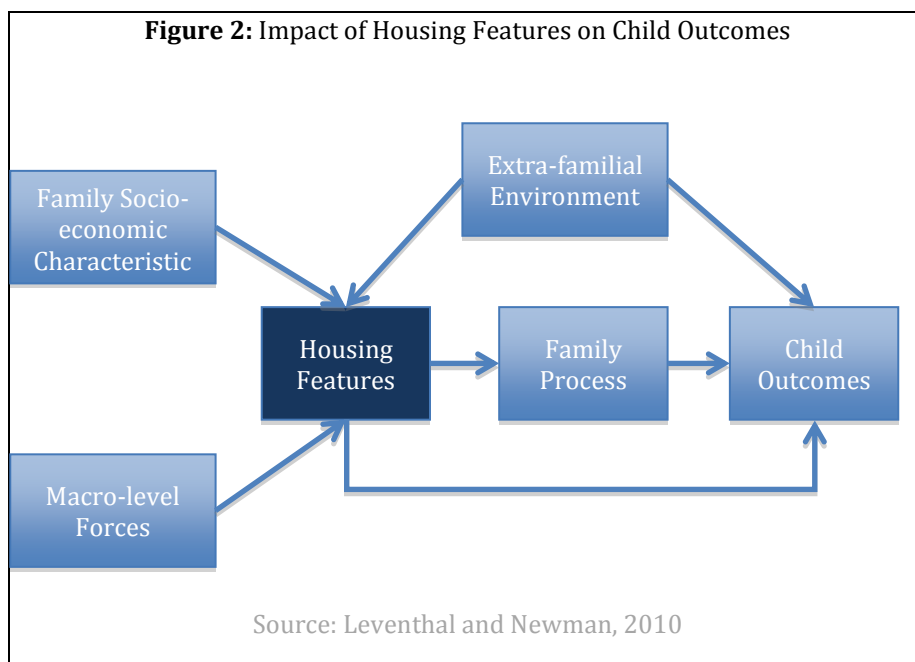 Figure 2: Impact of Housing Features on Child Outcomes
Extra-familial
Environment
Family Socio-
economic
Characteristic
Housing
Features
Family
Process
Child
Outcomes
Macro-level
Forces
Source: Leventhal and Newman, 2010